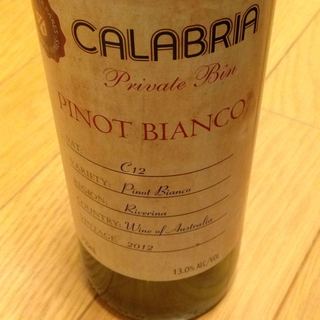 CALABRIA
Private Bin
PINOT BIANCO
VAT: C12
VARIETY: Pinot Bianco
REGION: Riverina
COUNTRY: Wine of Australia
VINTAGE: 2012
13.0% ALC/VOL